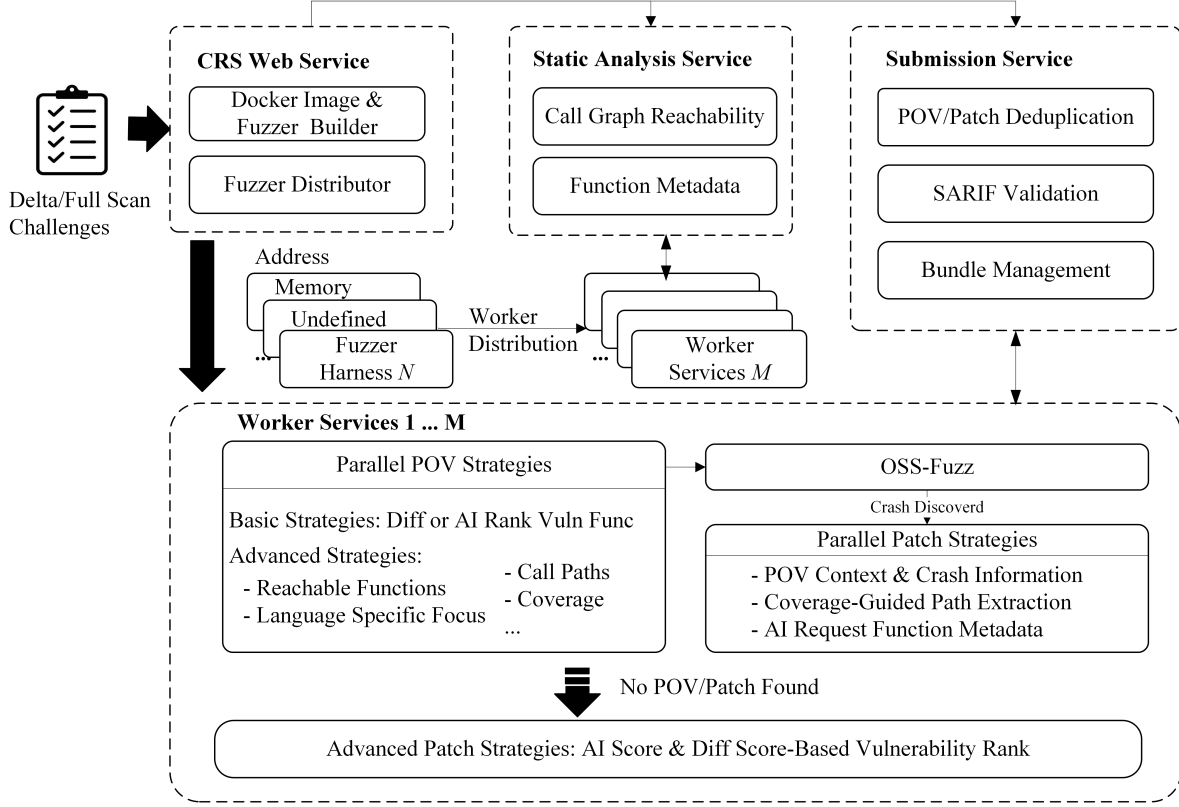 CRS Web Service
Docker Image &
Fuzzer Builder
Fuzzer Distributor
Static Analysis Service
Call Graph Reachability
Function Metadata
Submission Service
POV/Patch Deduplication
SARIF Validation
Bundle Management
Delta/Full Scan
Challenges
Address
Memory
Undefined
...
Fuzzer
Harness N
Worker
Distribution
...
Worker
Services M
Worker Services 1 ... M
Parallel POV Strategies
Basic Strategies: Diff or AI Rank Vuln Func
Advanced Strategies:
- Reachable Functions
- Language Specific Focus
- Call Paths
- Coverage
...
OSS-Fuzz
Crash Discoverd
Parallel Patch Strategies
- POV Context & Crash Information
- Coverage-Guided Path Extraction
- AI Request Function Metadata
No POV/Patch Found
Advanced Patch Strategies: AI Score & Diff Score-Based Vulnerability Rank